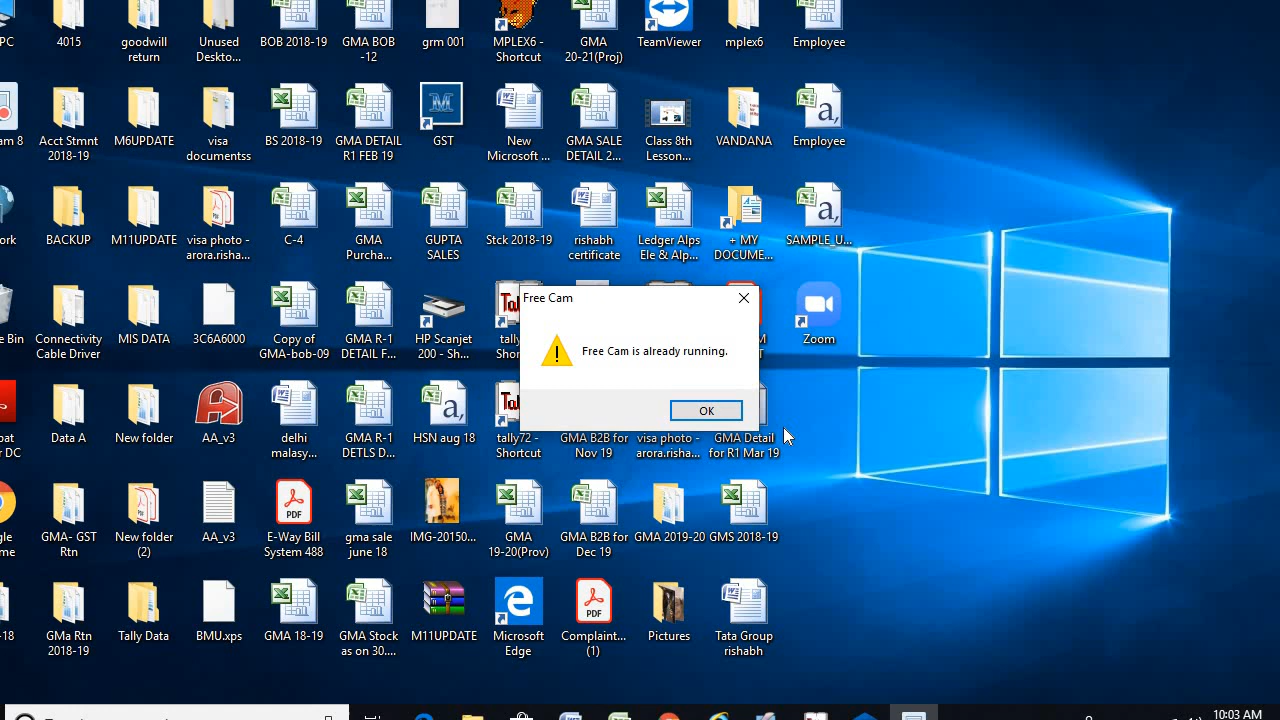 PC
4015
goodwill
return
Unused
Deskto...
BOB 2018-19
GMA BOB
-12
grm 001
MPLEX6 -
Shortcut
GMA
20-21(Proj)
TeamViewer
mplex6
Employee
am 8
Acct Stmnt
2018-19
M6UPDATE
visa
documentss
BS 2018-19
GMA DETAIL
R1 FEB 19
M
GST
New
Microsoft ...
GMA SALE
DETAIL 2...
Class 8th
Lesson...
VANDANA
Employee
ork
BACKUP
M11UPDATE
visa photo -
arora.risha...
C-4
GMA
Purcha...
GUPTA
SALES
Stck 2018-19
rishabh
certificate
Ledger Alps
Ele & Alp...
+ MY
DOCUME...
SAMPLE_U...
e Bin
Connectivity
Cable Driver
MIS DATA
3C6A6000
Copy of
GMA-bob-09
GMA R-1
DETAIL F...
HP Scanjet
200 - Sh...
Tal
tally
Shor
M
T
Zoom
Free Cam
Free Cam is already running.
OK
bat
r DC
Data A
New folder
AA_v3
delhi
malasy...
GMA R-1
DETLS D...
HSN aug 18
Tal
tally72 -
Shortcut
GMA B2B for
Nov 19
visa photo -
arora.risha...
GMA Detail
for R1 Mar 19
gle
me
GMA- GST
Rtn
New folder
(2)
AA_v3
PDF
E-Way Bill
System 488
gma sale
june 18
IMG-20150...
GMA
19-20(Prov)
GMA B2B for
Dec 19
GMA 2019-20
GMS 2018-19
-18
GMa Rtn
2018-19
Tally Data
BMU.xps
GMA 18-19
GMA Stock
as on 30....
M11UPDATE
Microsoft
Edge
PDF
Complaint...
(1)
Pictures
Tata Group
rishabh
10:03 AM